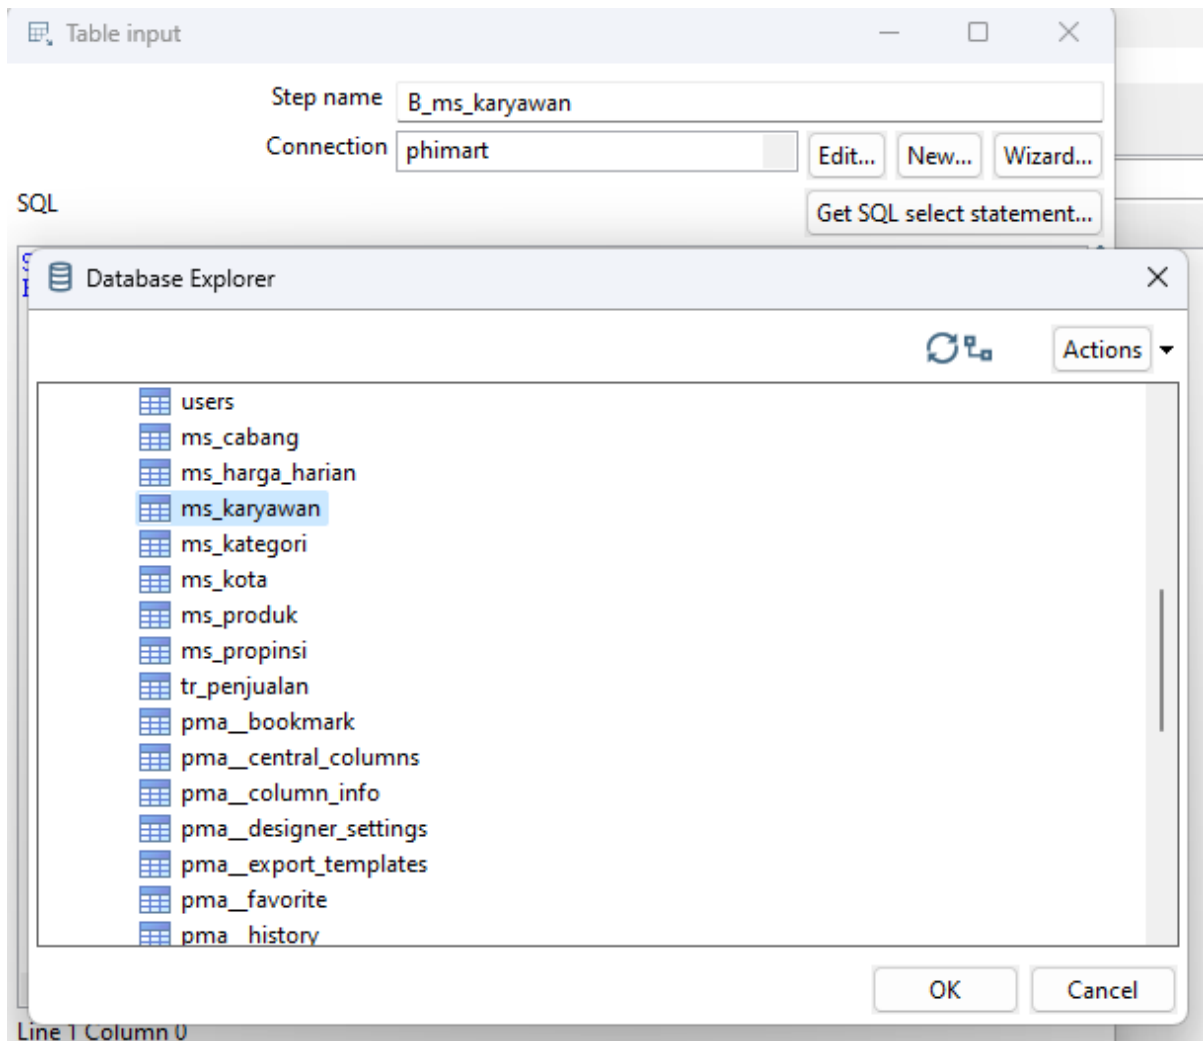 Table input
Step name B_ms_karyawan
Connection phimart Edit... New... Wizard...
SQL
Get SQL select statement...
Database Explorer
Actions
users
ms_cabang
ms_harga_harian
ms_karyawan
ms_kategori
ms_kota
ms_produk
ms_propinsi
tr_penjualan
pma__bookmark
pma__central_columns
pma__column_info
pma__designer_settings
pma__export_templates
pma__favorite
pma__history
OK Cancel
Line 1 Column 0